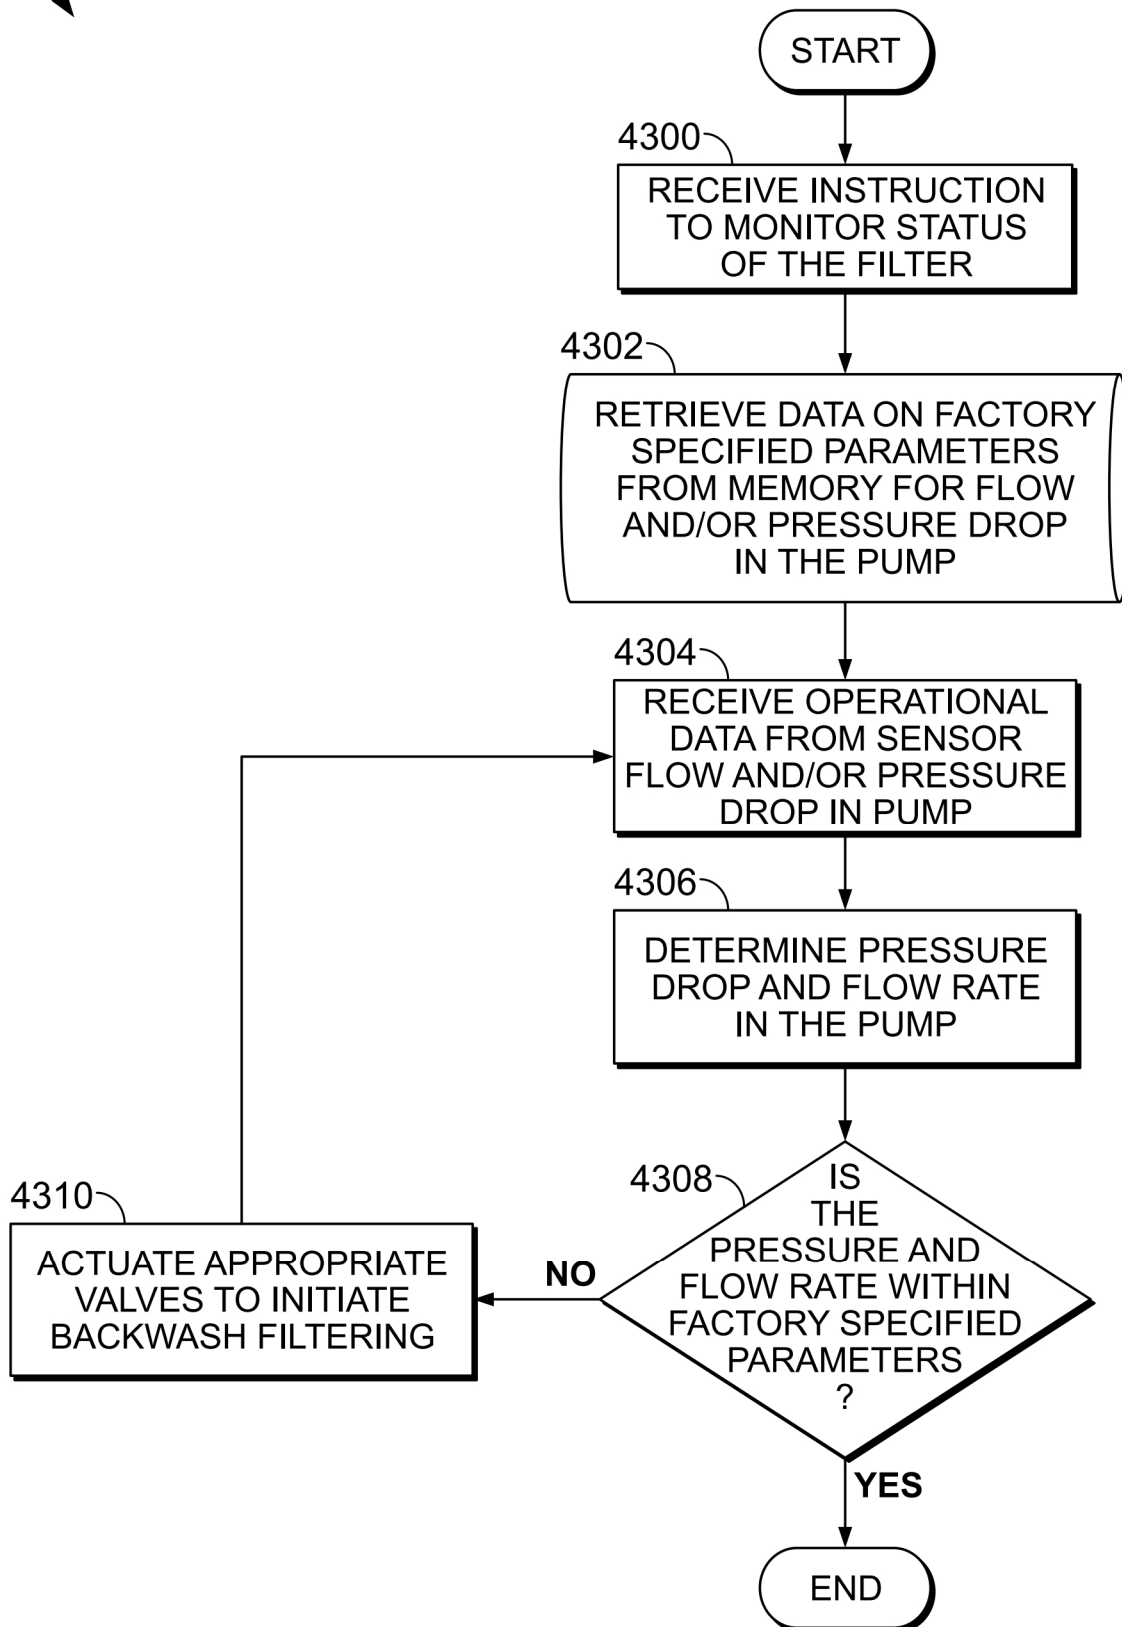 START
4300
RECEIVE INSTRUCTION
TO MONITOR STATUS
OF THE FILTER
4302
RETRIEVE DATA ON FACTORY
SPECIFIED PARAMETERS
FROM MEMORY FOR FLOW
AND/OR PRESSURE DROP
IN THE PUMP
4304
RECEIVE OPERATIONAL
DATA FROM SENSOR
FLOW AND/OR PRESSURE
DROP IN PUMP
4306
DETERMINE PRESSURE
DROP AND FLOW RATE
IN THE PUMP
4308
IS
THE
PRESSURE AND
FLOW RATE WITHIN
FACTORY SPECIFIED
PARAMETERS
?
NO
4310
ACTUATE APPROPRIATE
VALVES TO INITIATE
BACKWASH FILTERING
YES
END